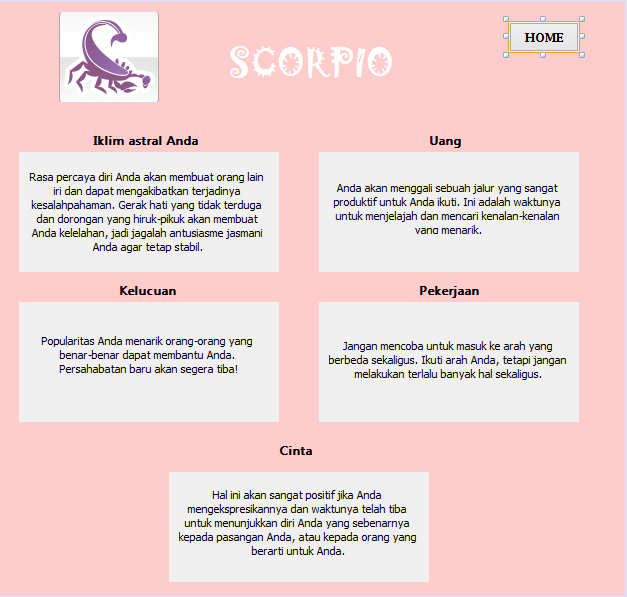 SCORPIO
HOME
Iklim astral Anda
Rasa percaya diri Anda akan membuat orang lain
iri dan dapat mengakibatkan terjadinya
kesalahpahaman. Gerak hati yang tidak terduga
dan dorongan yang hiruk-pikuk akan membuat
Anda kelelahan, jadi jagalah antusiasme jasmani
Anda agar tetap stabil.
Uang
Anda akan menggali sebuah jalur yang sangat
produktif untuk Anda ikuti. Ini adalah waktunya
untuk menjelajah dan mencari kenalan-kenalan
yang menarik.
Kelucuan
Popularitas Anda menarik orang-orang yang
benar-benar dapat membantu Anda.
Persahabatan baru akan segera tiba!
Pekerjaan
Jangan mencoba untuk masuk ke arah yang
berbeda sekaligus. Ikuti arah Anda, tetapi jangan
melakukan terlalu banyak hal sekaligus.
Cinta
Hal ini akan sangat positif jika Anda
mengekspresikannya dan waktunya telah tiba
untuk menunjukkan diri Anda yang sebenarnya
kepada pasangan Anda, atau kepada orang yang
berarti untuk Anda.